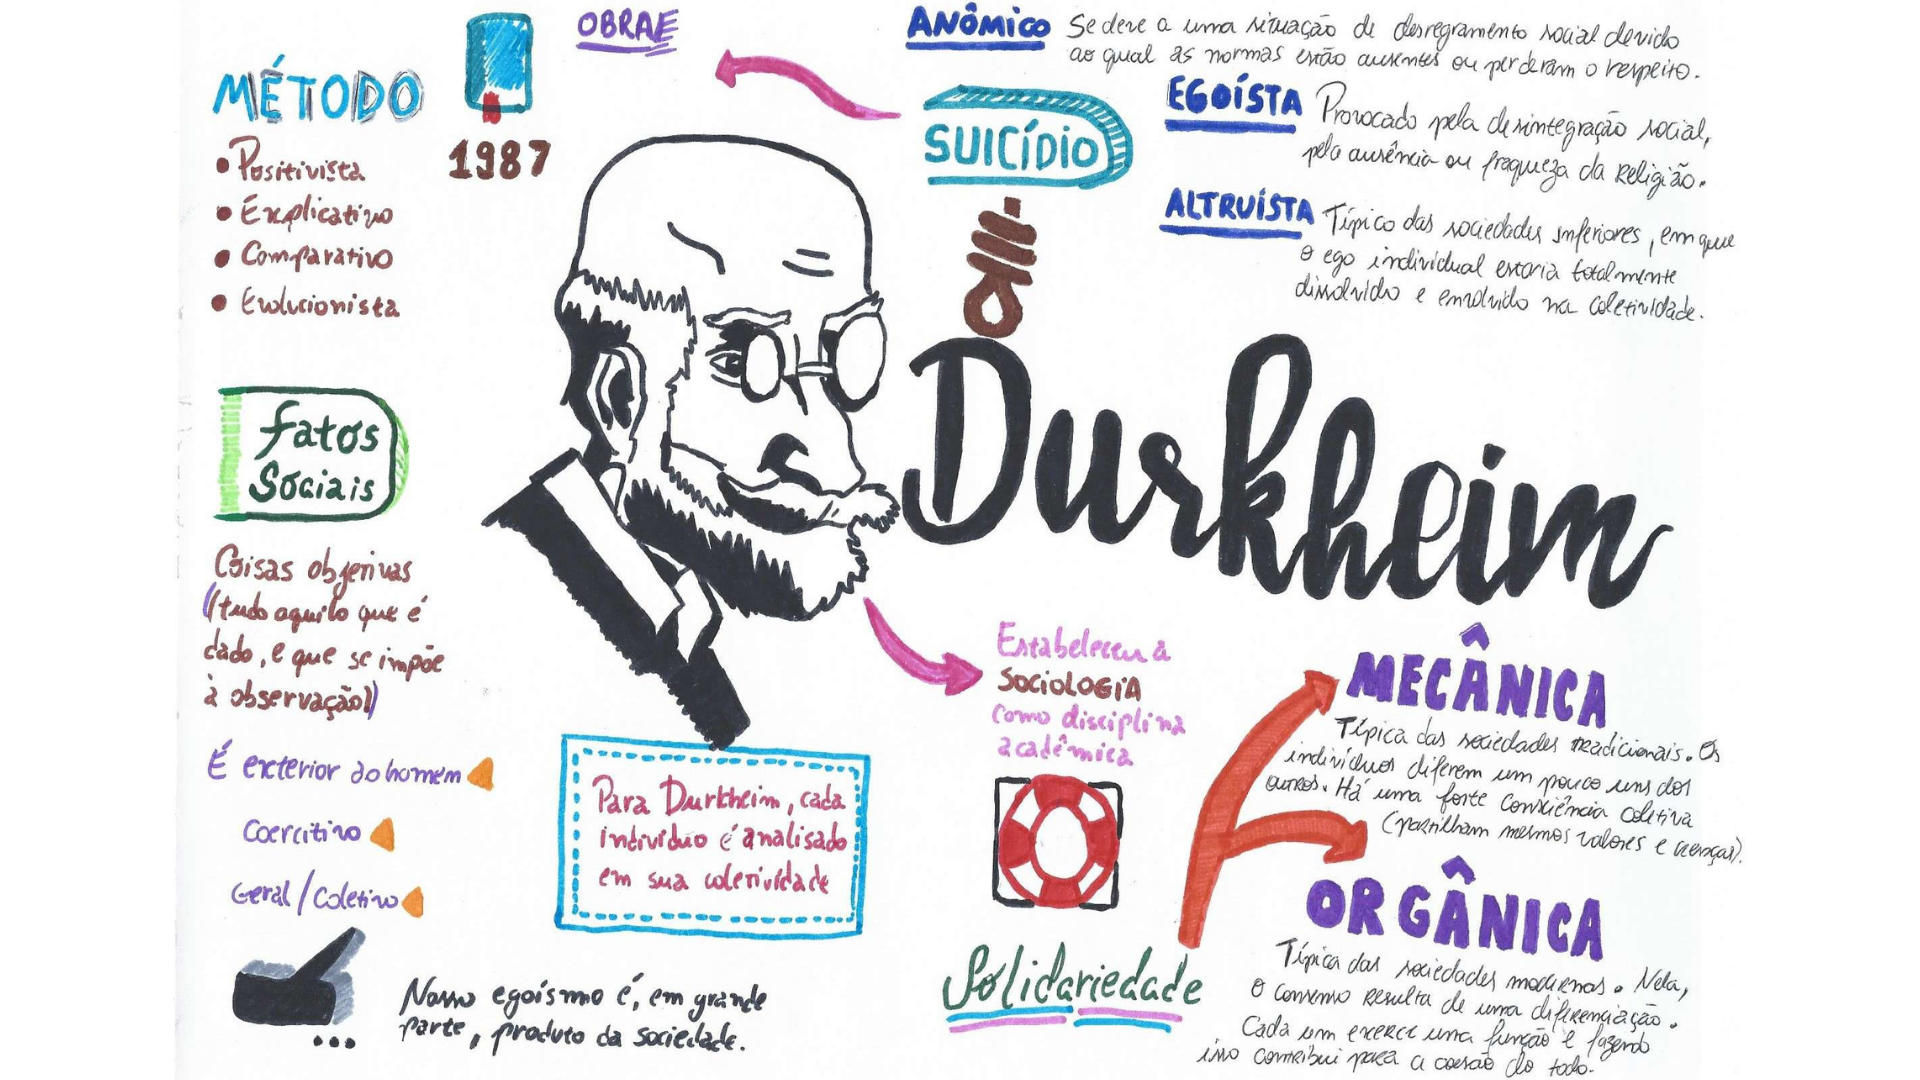 MÉTODO
• Positivista
• Explicativo
• Comparativo
• Evolucionista
OBRAE
1987
SUICÍDIO
ANÔMICO Se deve a uma situação de desregramento social devido
ao qual as normas estão ausentes ou perderam o respeito.
EGOÍSTA Provocado pela desintegração social,
pela ausência ou fraqueza da religião.
ALTRUÍSTA Típico das sociedades inferiores, em que
o ego individual estaria totalmente
dissolvido e envolvido na coletividade.
Durkheim
Fatos
Sociais
Coisas objetivas
(tudo aquilo que é
dado, e que se impõe
à observação)
É exterior ao homem
Coercitivo
Geral/Coletivo
Nosso egoísmo é, em grande
parte, produto da sociedade.
...
Para Durkheim, cada
indivíduo é analisado
em sua coletividade
Estabeleceu a
SOCIOLOGIA
como disciplina
acadêmica
Solidariedade
MECÂNICA
Típica das sociedades tradicionais. Os
indivíduos diferem um pouco uns dos
outros. Há uma forte consciência coletiva
(partilham mesmos valores e crenças).
ORGÂNICA
Típica das sociedades modernas. Nela,
o consenso resulta de uma diferenciação.
Cada um exerce uma função e fazendo
isso contribui para a coesão do todo.